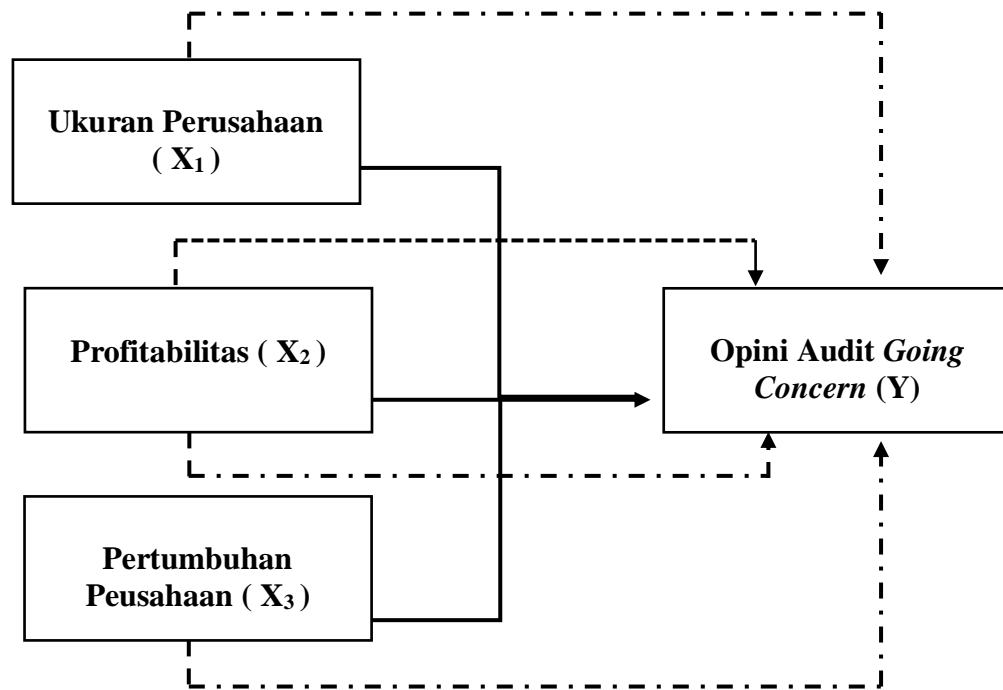 Ukuran Perusahaan
( X₁ )
Profitabilitas ( X₂ )
Opini Audit Going
Concern (Y)
Pertumbuhan
Peusahaan ( X₃ )